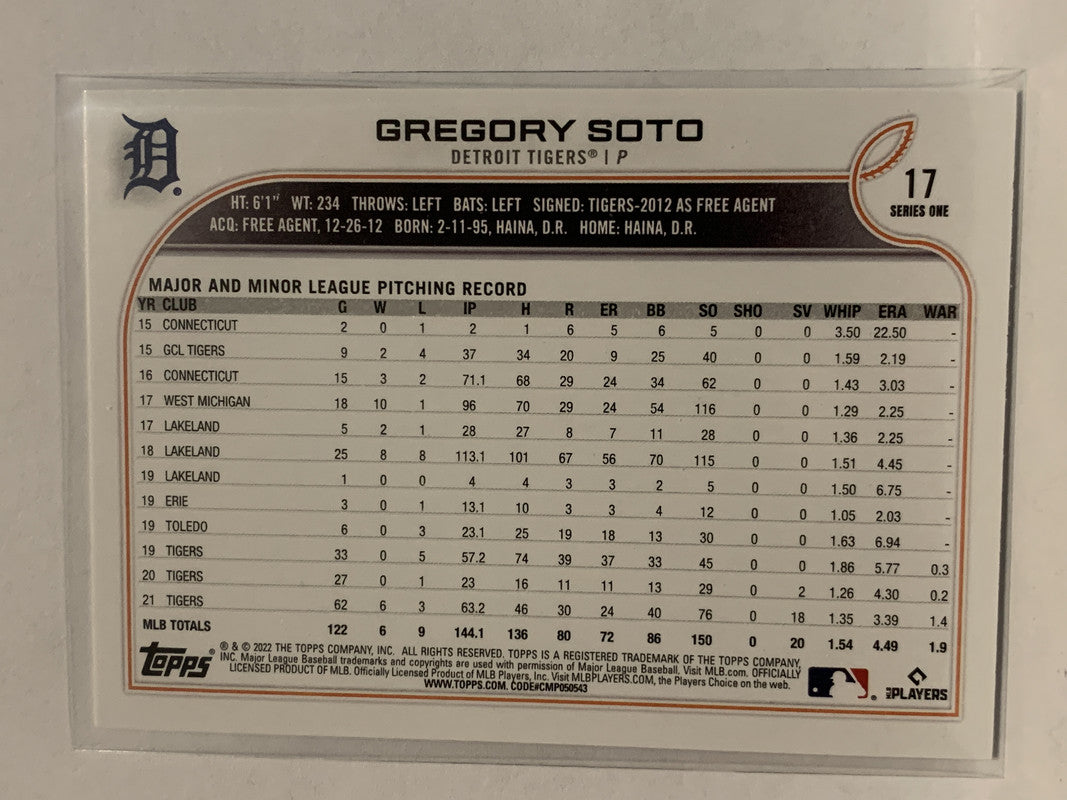 GREGORY SOTO
DETROIT TIGERS® | P
17
SERIES ONE
HT: 6'1" WT: 234 THROWS: LEFT BATS: LEFT SIGNED: TIGERS-2012 AS FREE AGENT
ACQ: FREE AGENT, 12-26-12 BORN: 2-11-95, HAINA, D.R. HOME: HAINA, D.R.
MAJOR AND MINOR LEAGUE PITCHING RECORD
YR CLUB G W L IP H R ER BB SO SHO SV WHIP ERA WAR
15 CONNECTICUT 2 0 1 2 1 6 5 6 5 0 0 3.50 22.50 -
15 GCL TIGERS 9 2 4 37 34 20 9 25 40 0 0 1.59 2.19 -
16 CONNECTICUT 15 3 2 71.1 68 29 24 34 62 0 0 1.43 3.03 -
17 WEST MICHIGAN 18 10 1 96 70 29 24 54 116 0 0 1.29 2.25 -
17 LAKELAND 5 2 1 28 27 8 7 11 28 0 0 1.36 2.25 -
18 LAKELAND 25 8 8 113.1 101 67 56 70 115 0 0 1.51 4.45 -
19 LAKELAND 1 0 0 4 4 3 3 2 5 0 0 1.50 6.75 -
19 ERIE 3 0 1 13.1 10 3 3 4 12 0 0 1.05 2.03 -
19 TOLEDO 6 0 3 23.1 25 19 18 13 30 0 0 1.63 6.94 -
19 TIGERS 33 0 5 57.2 74 39 37 33 45 0 0 1.86 5.77 0.3
20 TIGERS 27 0 1 23 16 11 11 13 29 0 2 1.26 4.30 0.2
21 TIGERS 62 6 3 63.2 46 30 24 40 76 0 18 1.35 3.39 1.4
MLB TOTALS 122 6 9 144.1 136 80 72 86 150 0 20 1.54 4.49 1.9
Topps®
® & © 2022 THE TOPPS COMPANY, INC. ALL RIGHTS RESERVED. TOPPS IS A REGISTERED TRADEMARK OF THE TOPPS COMPANY,
INC. Major League Baseball trademarks and copyrights are used with permission of Major League Baseball. Visit MLB.com. OFFICIALLY
LICENSED PRODUCT OF MLB. Officially Licensed Product of MLB Players, Inc. Visit MLBPLAYERS.COM, the Players Choice on the web.
WWW.TOPPS.COM. CODE#CMP050543
MLB PLAYERS